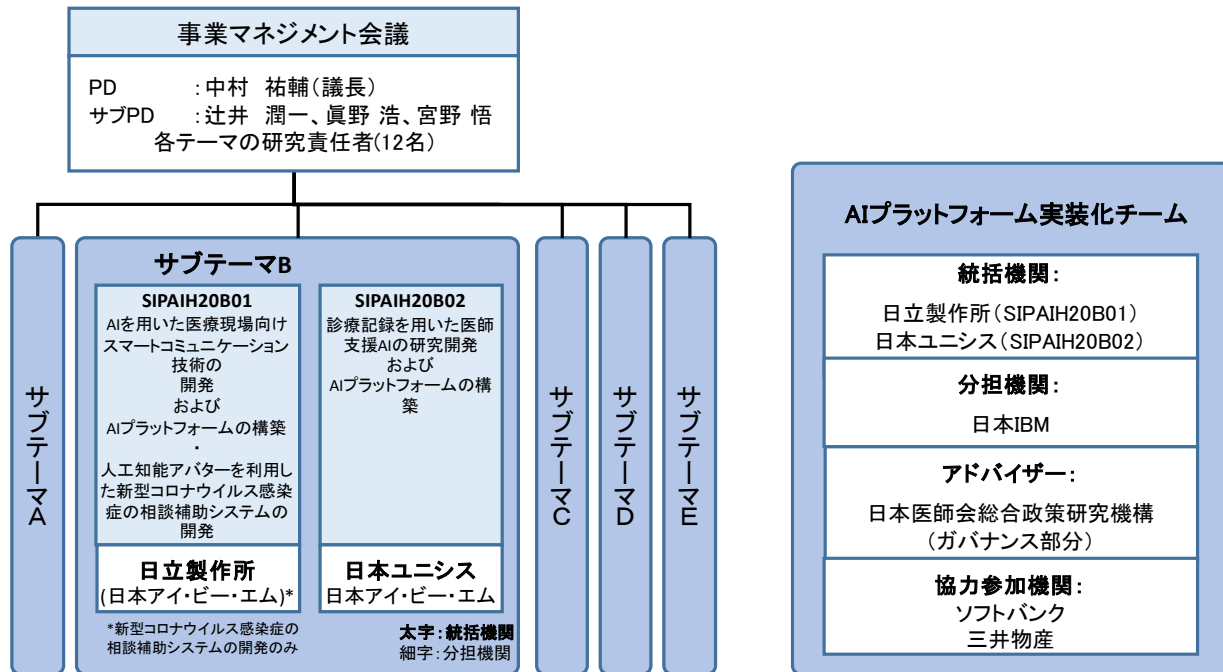 事業マネジメント会議
PD :中村 祐輔(議長)
サブPD :辻井 潤一、眞野 浩、宮野 悟
各テーマの研究責任者(12名)
サブテーマA
サブテーマB
SIPAIH20B01
AIを用いた医療現場向け
スマートコミュニケーション
技術の
開発
および
AIプラットフォームの構築
・
人工知能アバターを利用し
た新型コロナウイルス感染
症の相談補助システムの
開発
日立製作所
(日本アイ・ビー・エム)*
*新型コロナウイルス感染症の
相談補助システムの開発のみ
SIPAIH20B02
診療記録を用いた医師
支援AIの研究開発
および
AIプラットフォームの構
築
日本ユニシス
日本アイ・ビー・エム
太字:統括機関
細字:分担機関
サブテーマC
サブテーマD
サブテーマE
AIプラットフォーム実装化チーム
統括機関:
日立製作所(SIPAIH20B01)
日本ユニシス(SIPAIH20B02)
分担機関:
日本IBM
アドバイザー:
日本医師会総合政策研究機構
(ガバナンス部分)
協力参加機関:
ソフトバンク
三井物産